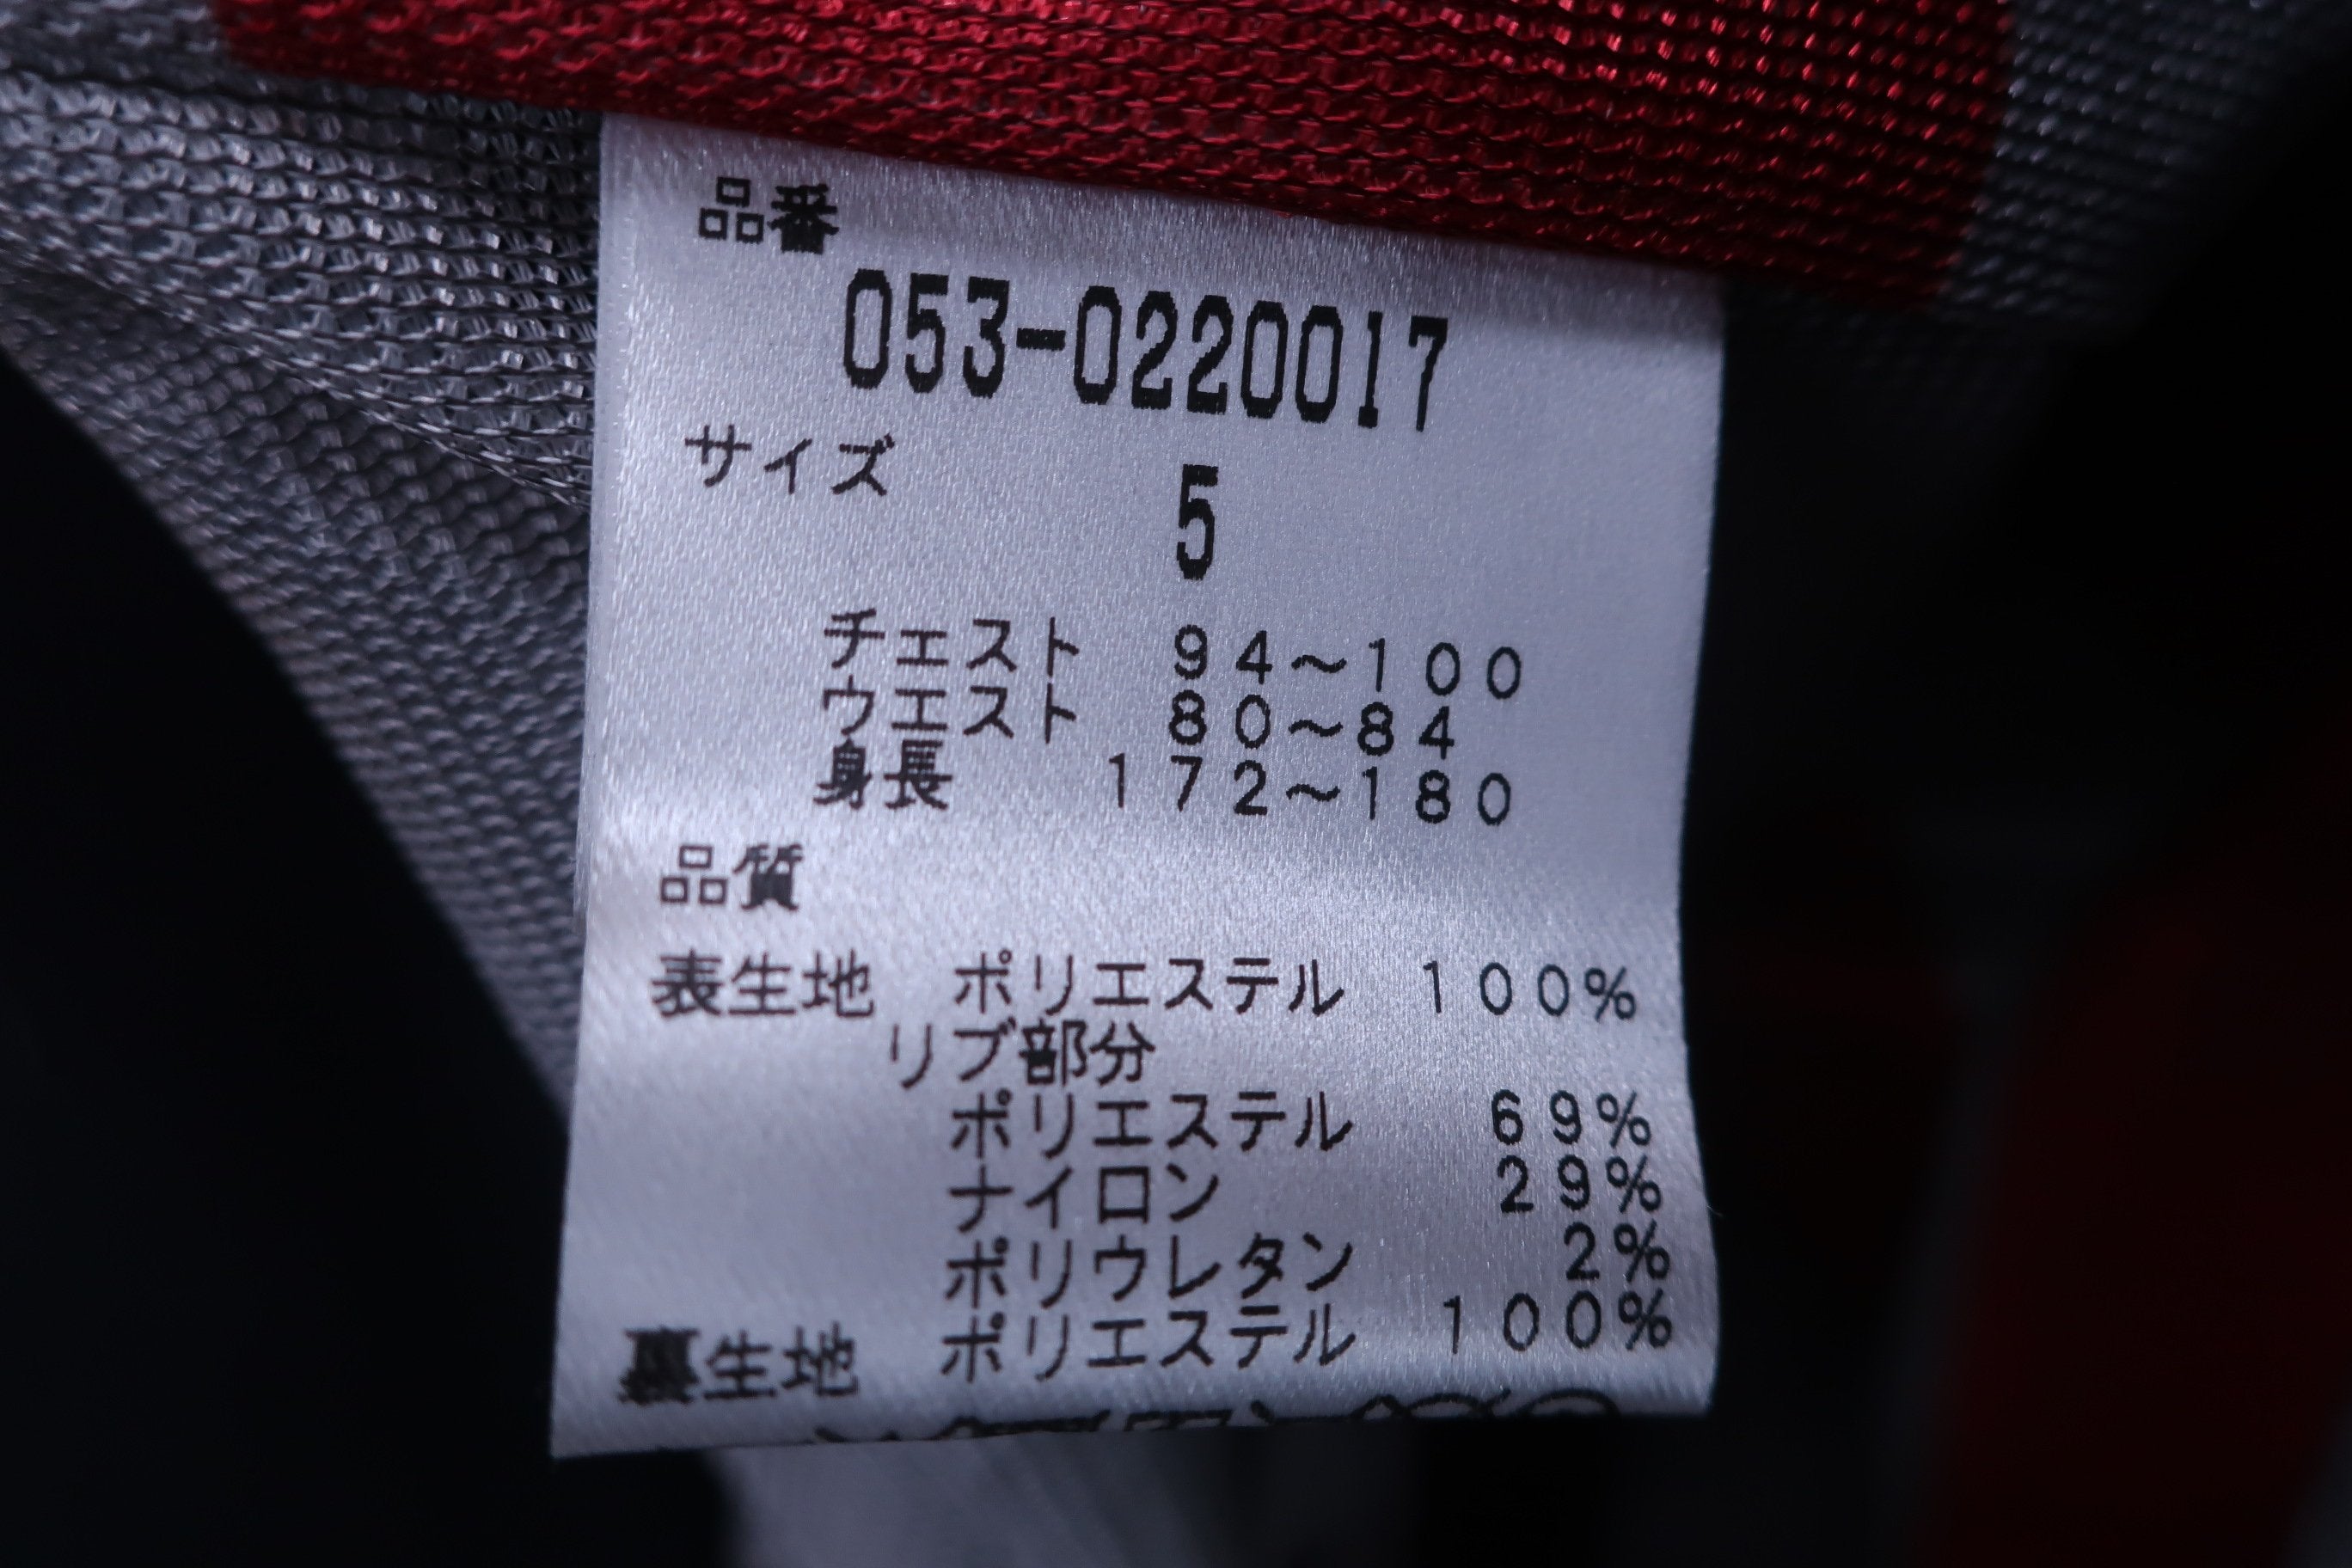 品番
053-0220017
サイズ 5
チェスト 94～100
ウエスト 80～84
身長 172～180
品質
表生地 ポリエステル 100%
リブ部分
ポリエステル 69%
ナイロン 29%
ポリウレタン 2%
裏生地 ポリエステル 100%